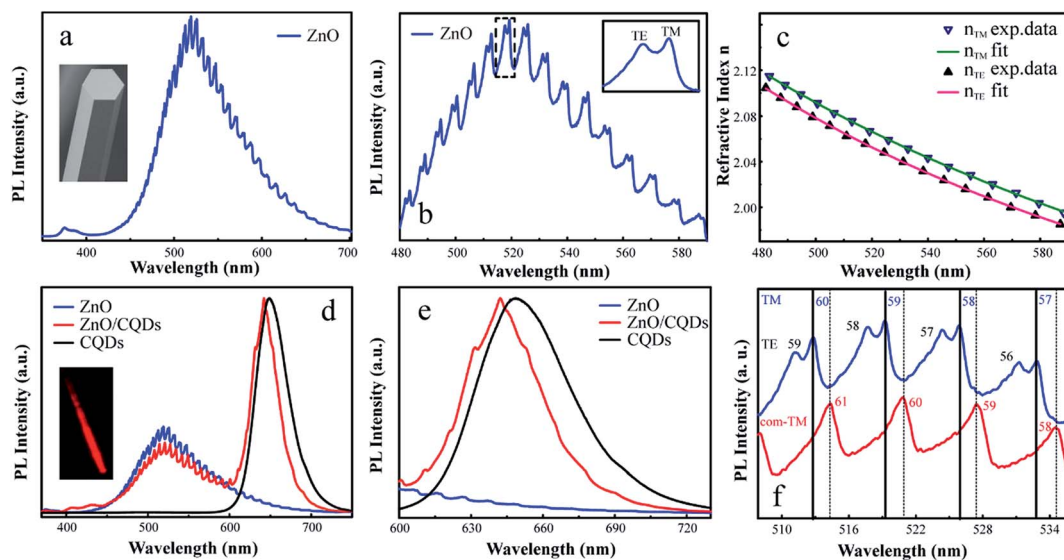 a
ZnO
PL Intensity (a.u.)
400 500 600 700
Wavelength (nm)
ZnO
TE TM
b
PL Intensity (a.u.)
480 500 520 540 560 580
Wavelength (nm)
c
n TM exp.data
n TM fit
n TE exp.data
n TE fit
Refractive Index n
2.12
2.08
2.04
2.00
480 500 520 540 560 580
Wavelength (nm)
ZnO
ZnO/CQDs
CQDs
d
PL Intensity (a.u.)
400 500 600 700
Wavelength (nm)
e
ZnO
ZnO/CQDs
CQDs
PL Intensity (a.u.)
600 630 660 690 720
Wavelength (nm)
TM 60 59 58 57
TE 59 58 57 56
com-TM 61 60 59 58
f
PL Intensity (a. u.)
510 516 521 528 534
Wavelength (nm)